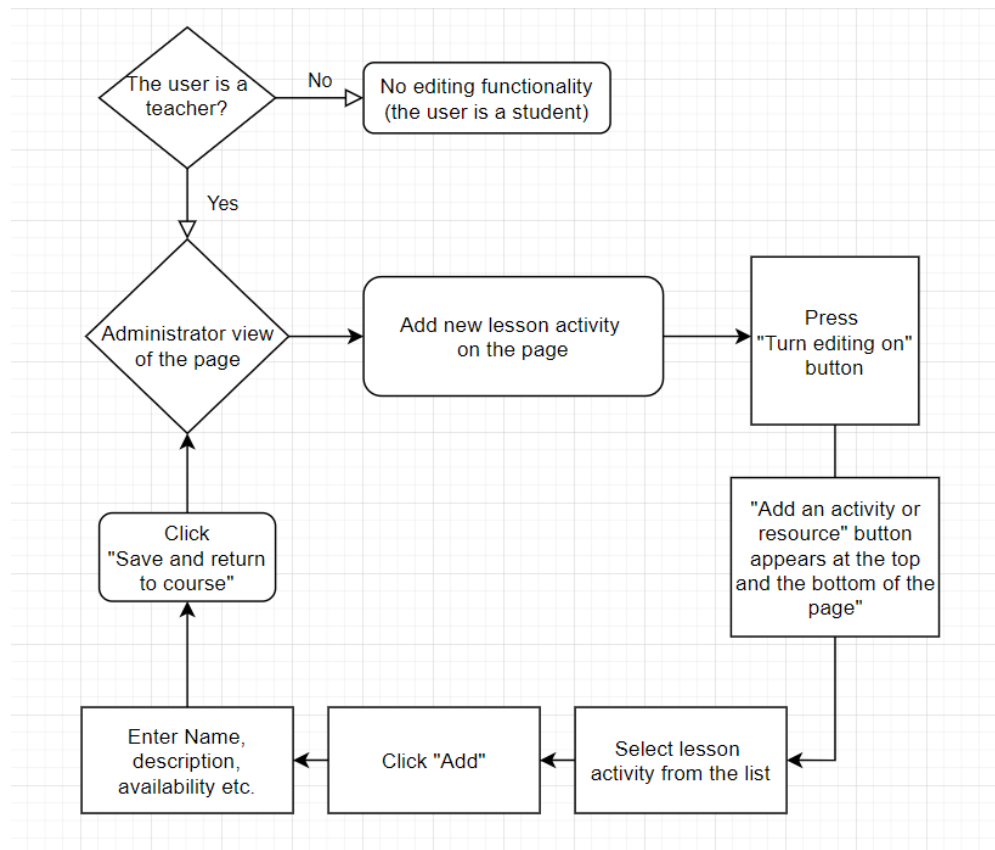 The user is a
teacher?
No
No editing functionality
(the user is a student)
Yes
Administrator view
of the page
Add new lesson activity
on the page
Press
"Turn editing on"
button
"Add an activity or
resource" button
appears at the top
and the bottom of the
page"
Select lesson
activity from the list
Click "Add"
Enter Name,
description,
availability etc.
Click
"Save and return
to course"